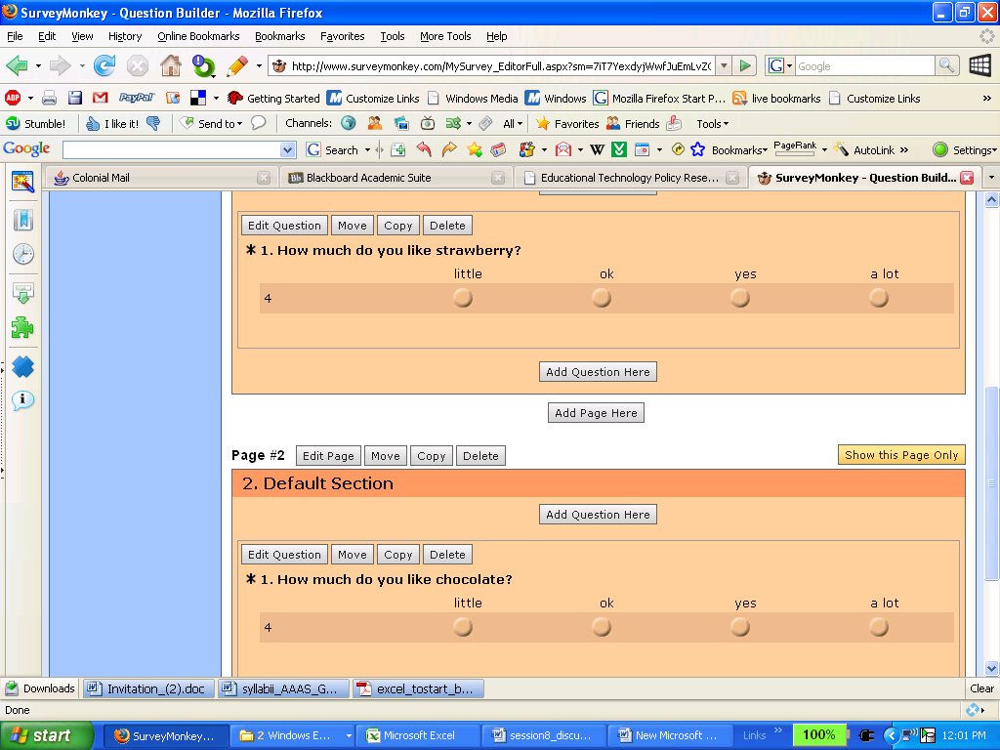 SurveyMonkey - Question Builder - Mozilla Firefox
File Edit View History Online Bookmarks Bookmarks Favorites Tools More Tools Help
http://www.surveymonkey.com/MySurvey_EditorFull.aspx?sm=7iT7YexdyjWwfJuEmLvZ( G Google
ABP PayPal Getting Started Customize Links Windows Media Windows Mozilla Firefox Start P... live bookmarks Customize Links »
Stumble! I like it! Send to Channels: All Favorites Friends Tools
Google G Search W Bookmarks PageRank AutoLink » Settings
Colonial Mail Bb Blackboard Academic Suite Educational Technology Policy Rese... SurveyMonkey - Question Build...
Edit Question Move Copy Delete
* 1. How much do you like strawberry?
little ok yes a lot
4
Add Question Here
Add Page Here
Page #2 Edit Page Move Copy Delete Show this Page Only
2. Default Section
Add Question Here
Edit Question Move Copy Delete
* 1. How much do you like chocolate?
little ok yes a lot
4
Downloads Invitation_(2).doc syllabii_AAAS_G... excel_tostart_b... Clear
Done
start SurveyMonkey... 2 Windows E... Microsoft Excel session8_discu... New Microsoft ... Links » 100% 12:01 PM